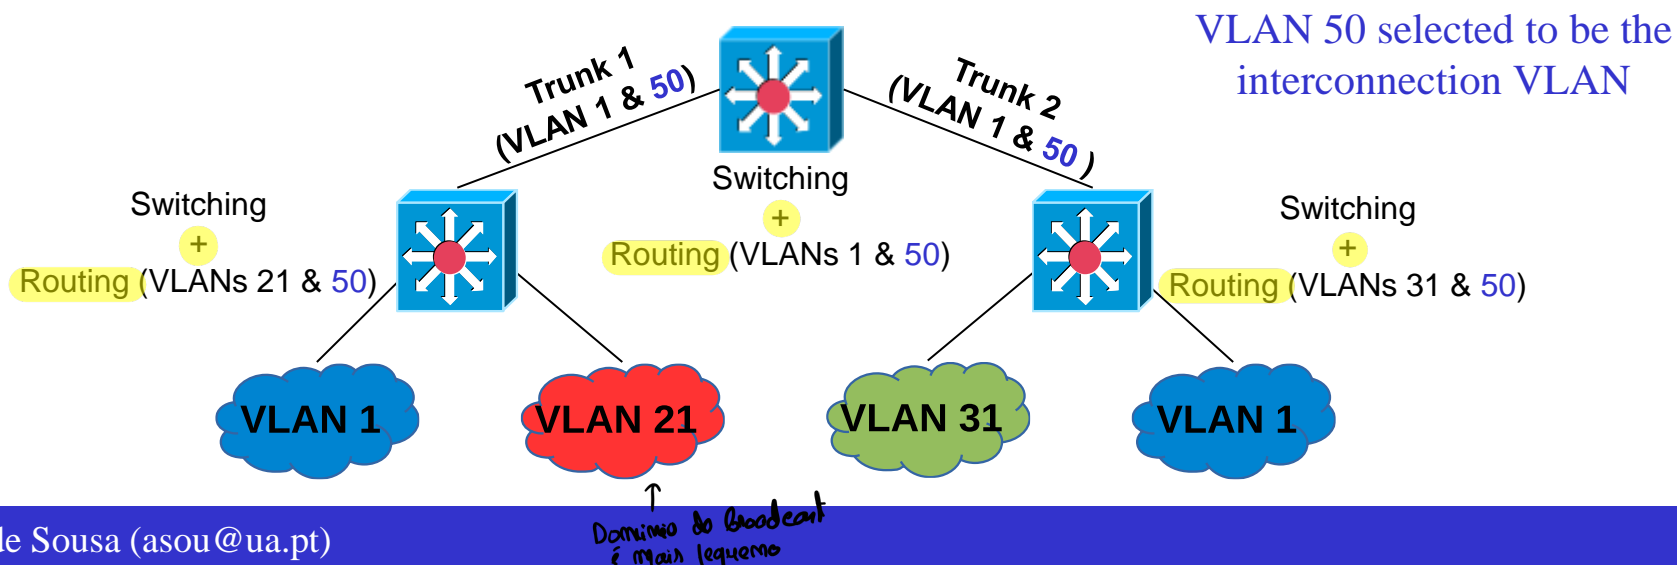 VLAN 50 selected to be the
interconnection VLAN
Trunk 1
(VLAN 1 & 50)
Trunk 2
(VLAN 1 & 50 )
Switching
+
Routing (VLANs 21 & 50)
Switching
+
Routing (VLANs 1 & 50)
Switching
+
Routing (VLANs 31 & 50)
VLAN 1
VLAN 21
VLAN 31
VLAN 1
de Sousa (asou@ua.pt)
Dominio do Broadcast
é mais pequeno